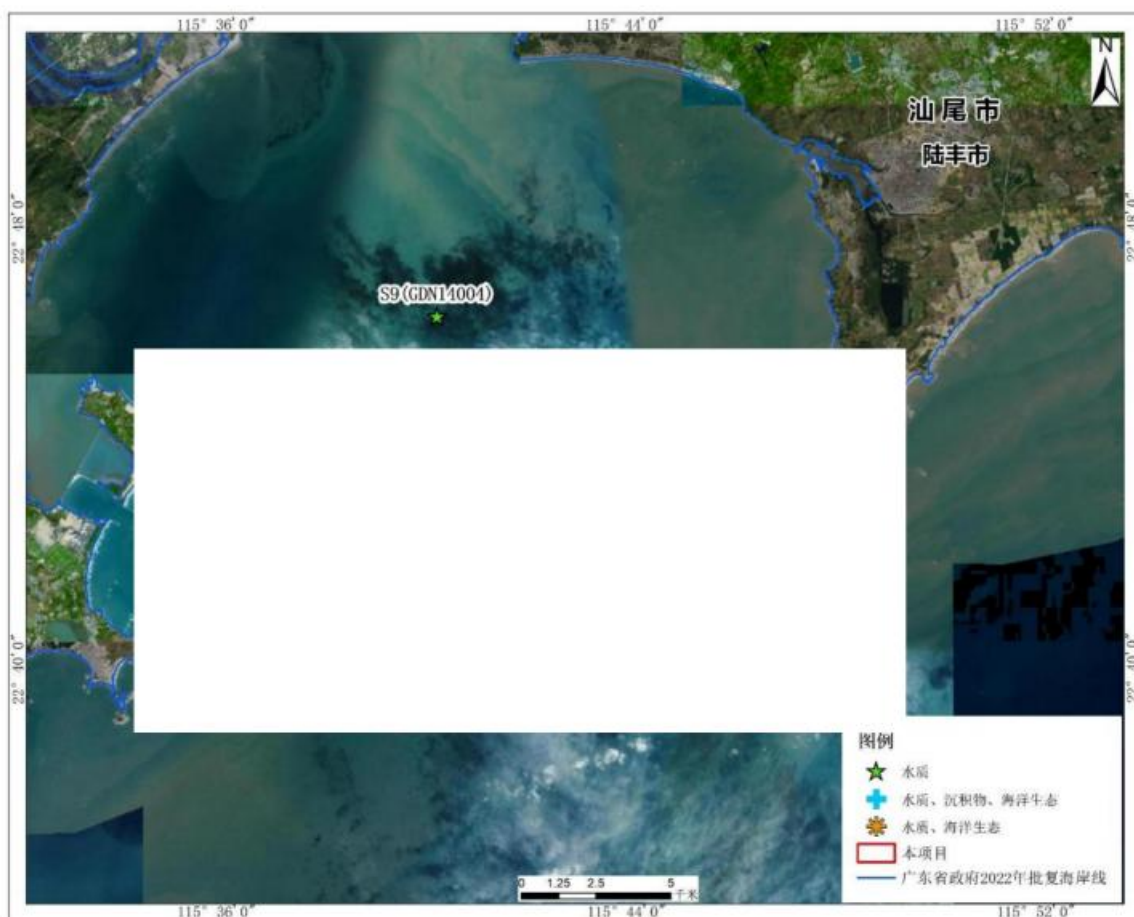 115° 36′ 0″
115° 44′ 0″
115° 52′ 0″
N
汕尾市
陆丰市
22° 48′ 0″
22° 48′ 0″
S9(GDN14004)
22° 40′ 0″
22° 40′ 0″
图例
水质
水质、沉积物、海洋生态
水质、海洋生态
本项目
广东省政府2022年批复海岸线
0 1.25 2.5 5
千米
115° 36′ 0″
115° 44′ 0″
115° 52′ 0″